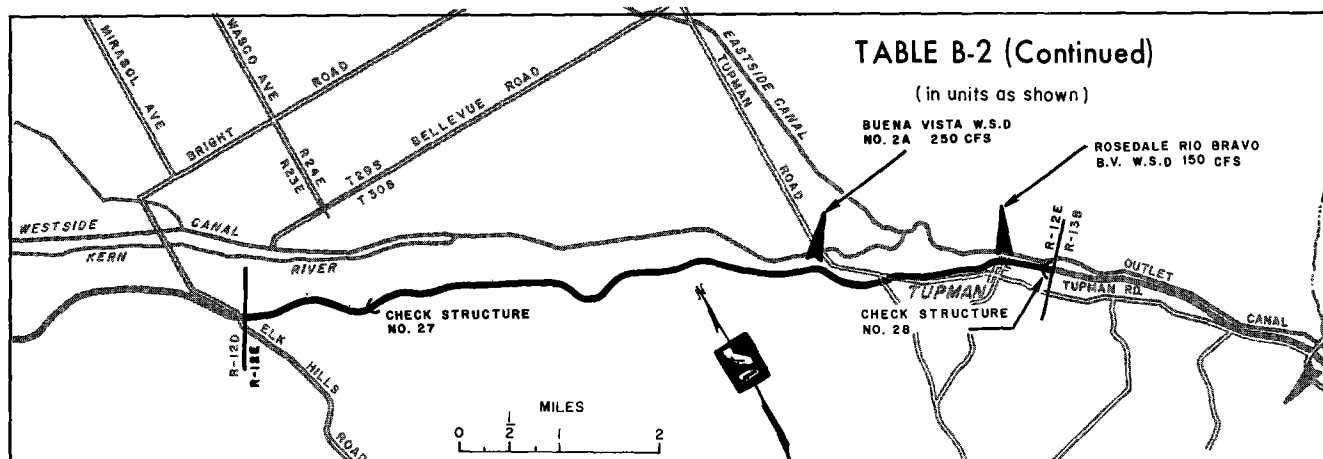 TABLE B-2 (Continued)
(in units as shown)
MIRASOL AVE
WASCO AVE
BRIGHT ROAD
R24E
R23E
BELLEVUE ROAD
T29S
T30S
TUPMAN ROAD
EASTSIDE CANAL
BUENA VISTA W.S.D
NO. 2A 250 CFS
ROSEDALE RIO BRAVO
B.V. W.S.D 150 CFS
WESTSIDE CANAL
KERN RIVER
R-12E
R-13B
OUTLET
CANAL
TUPMAN
TUPMAN RD.
CHECK STRUCTURE
NO. 27
CHECK STRUCTURE
NO. 28
R-12D
R-12E
ELK HILLS ROAD
N
MILES
0 1/2 1 2